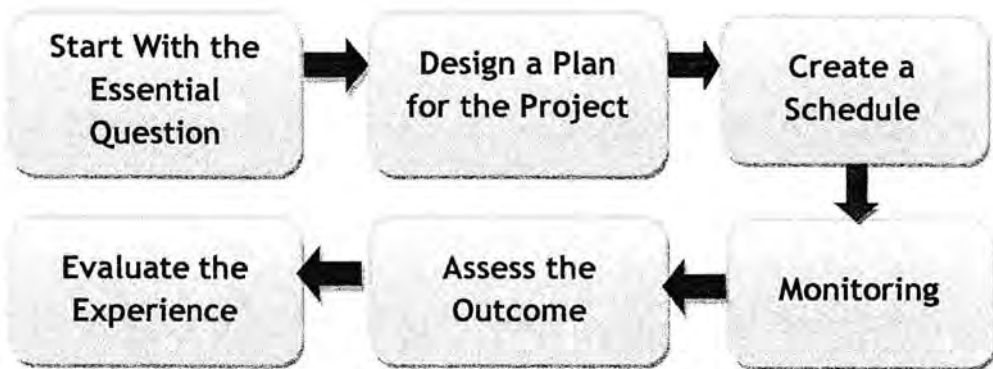 Start With the
Essential
Question
Design a Plan
for the Project
Create a
Schedule
Monitoring
Assess the
Outcome
Evaluate the
Experience